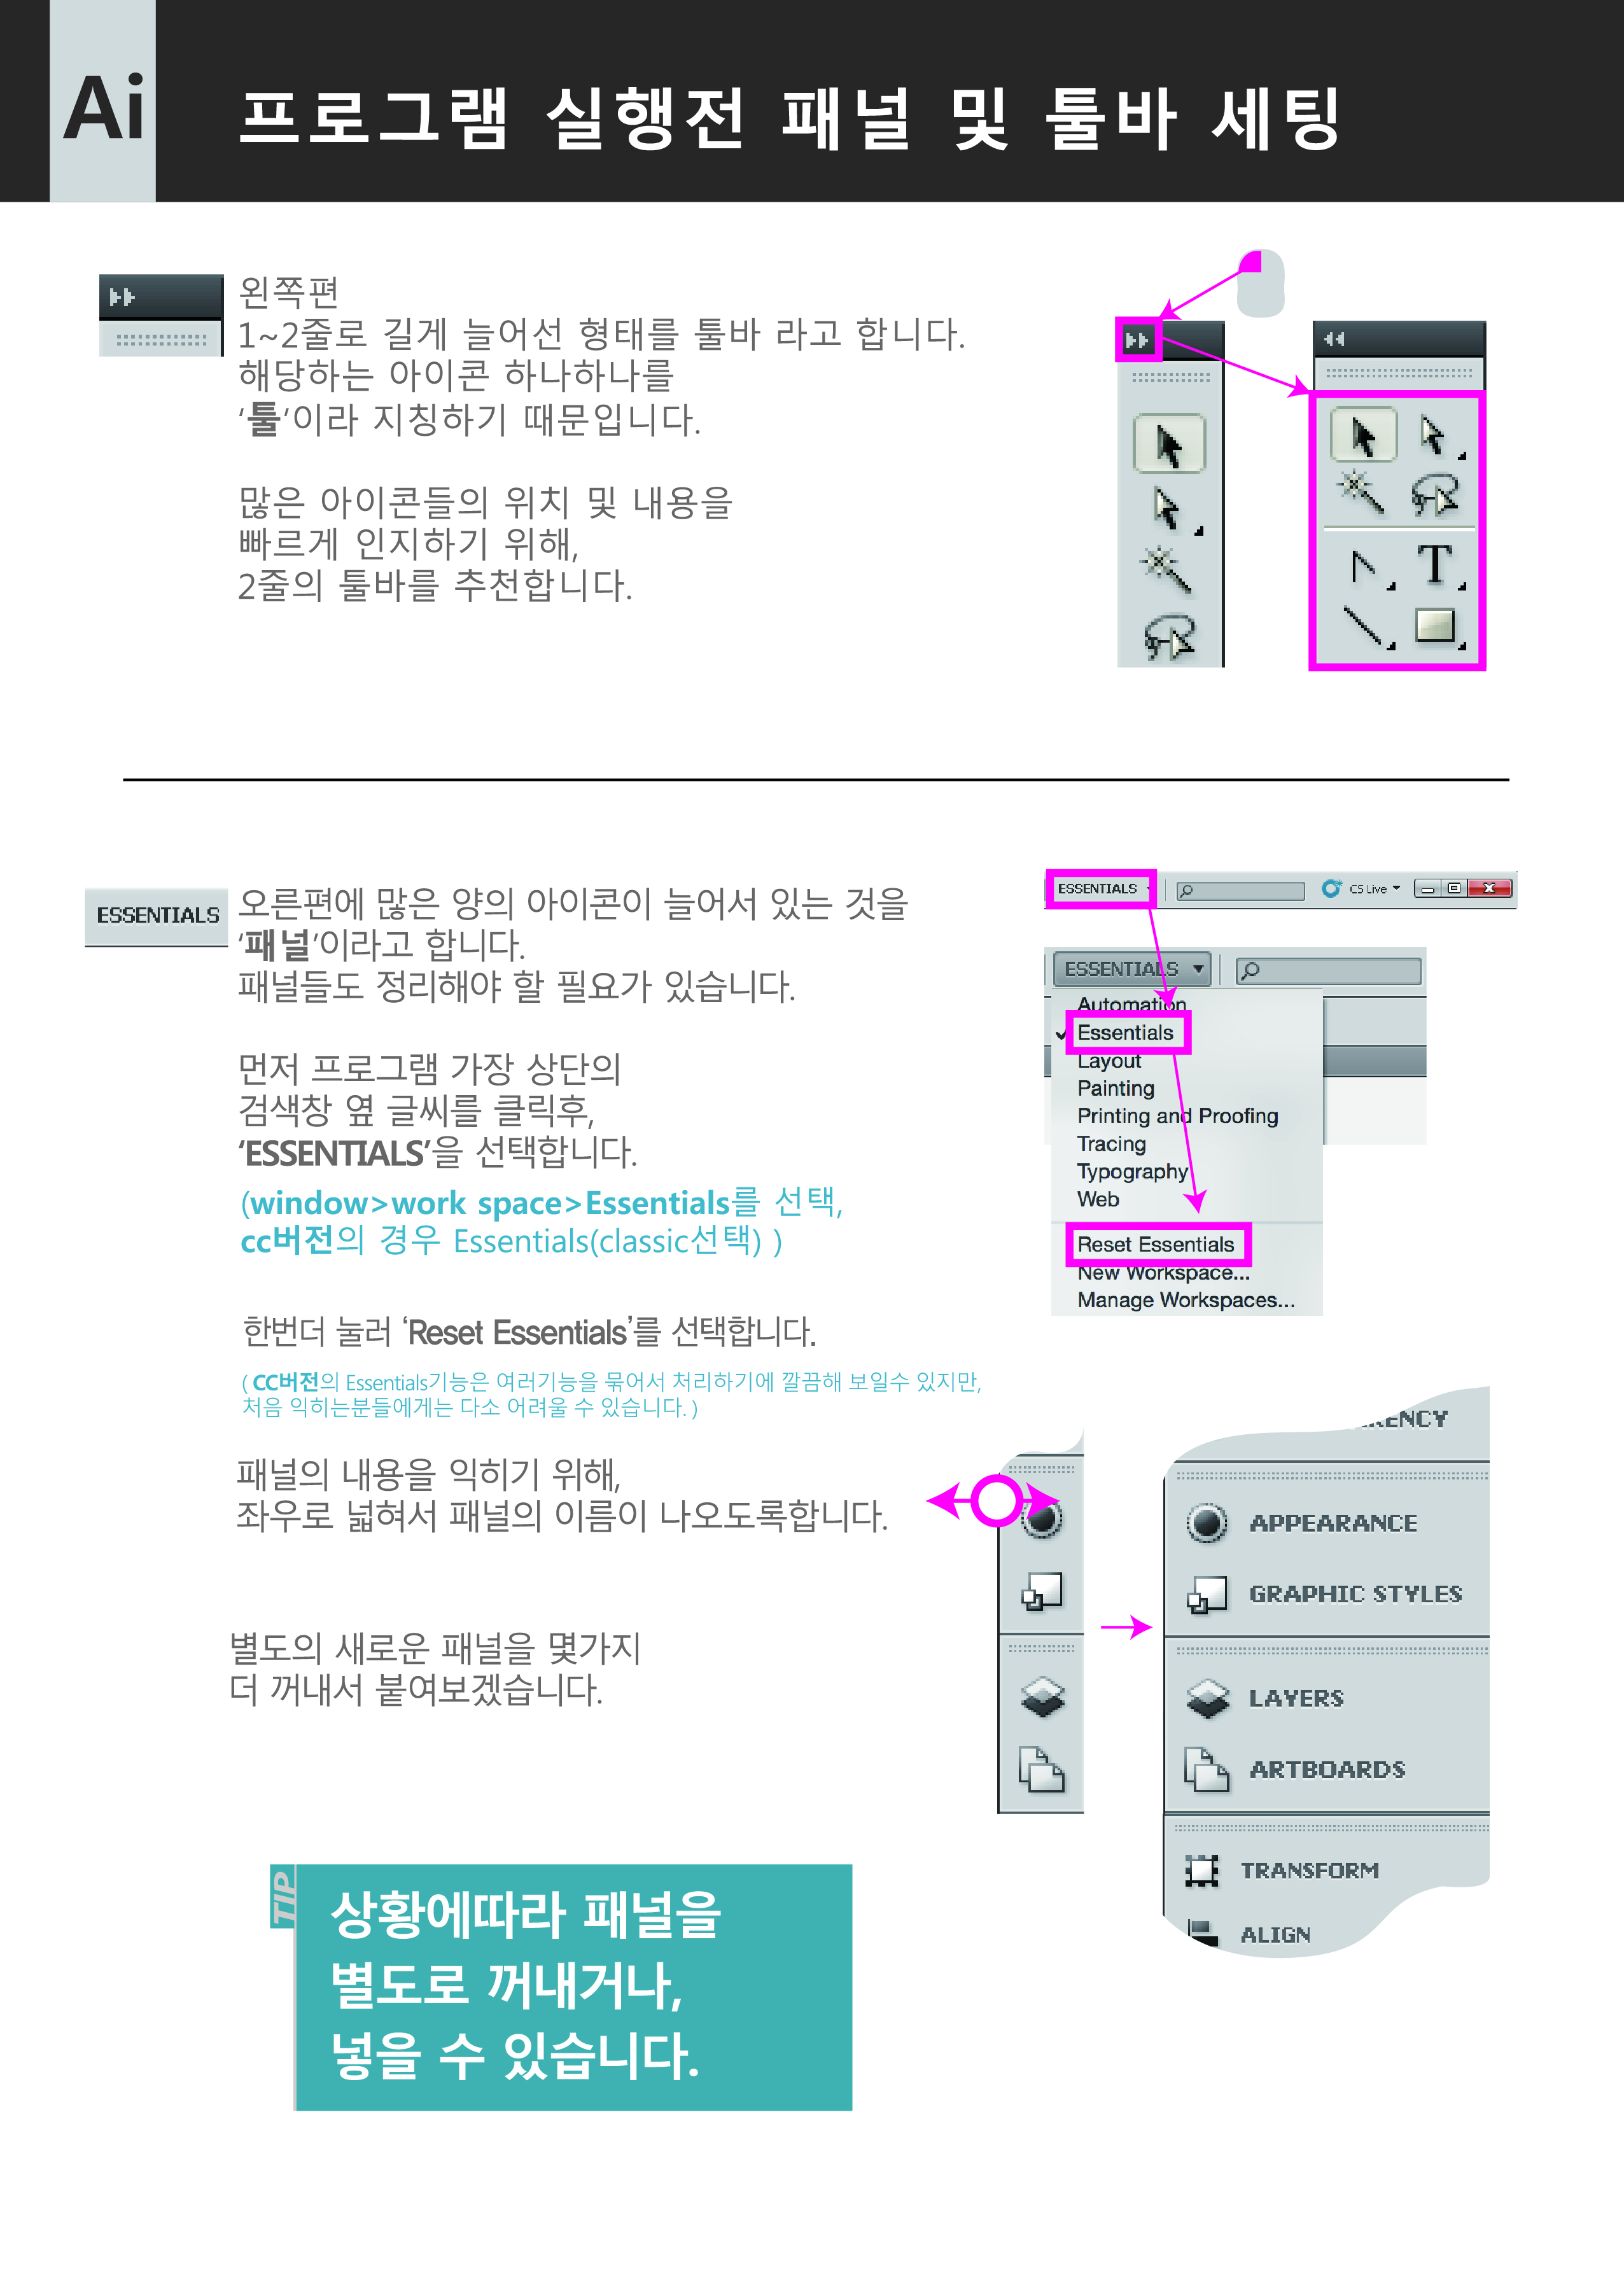 Ai
프로그램 실행전 패널 및 툴바 세팅
왼쪽편
1~2줄로 길게 늘어선 형태를 툴바 라고 합니다.
해당하는 아이콘 하나하나를
‘툴’이라 지칭하기 때문입니다.
많은 아이콘들의 위치 및 내용을
빠르게 인지하기 위해,
2줄의 툴바를 추천합니다.
T
ESSENTIALS
오른편에 많은 양의 아이콘이 늘어서 있는 것을
‘패널’이라고 합니다.
패널들도 정리해야 할 필요가 있습니다.
먼저 프로그램 가장 상단의
검색창 옆 글씨를 클릭후,
‘ESSENTIALS’을 선택합니다.
(window>work space>Essentials를 선택,
cc버전의 경우 Essentials(classic선택) )
한번더 눌러 ‘Reset Essentials’를 선택합니다.
( CC버전의 Essentials기능은 여러기능을 묶어서 처리하기에 깔끔해 보일수 있지만,
처음 익히는분들에게는 다소 어려울 수 있습니다. )
패널의 내용을 익히기 위해,
좌우로 넓혀서 패널의 이름이 나오도록합니다.
별도의 새로운 패널을 몇가지
더 꺼내서 붙여보겠습니다.
ESSENTIALS
CS Live
ESSENTIALS
Automation
Essentials
Layout
Painting
Printing and Proofing
Tracing
Typography
Web
Reset Essentials
New Workspace...
Manage Workspaces...
RENCY
APPEARANCE
GRAPHIC STYLES
LAYERS
ARTBOARDS
TRANSFORM
ALIGN
TIP
상황에따라 패널을
별도로 꺼내거나,
넣을 수 있습니다.